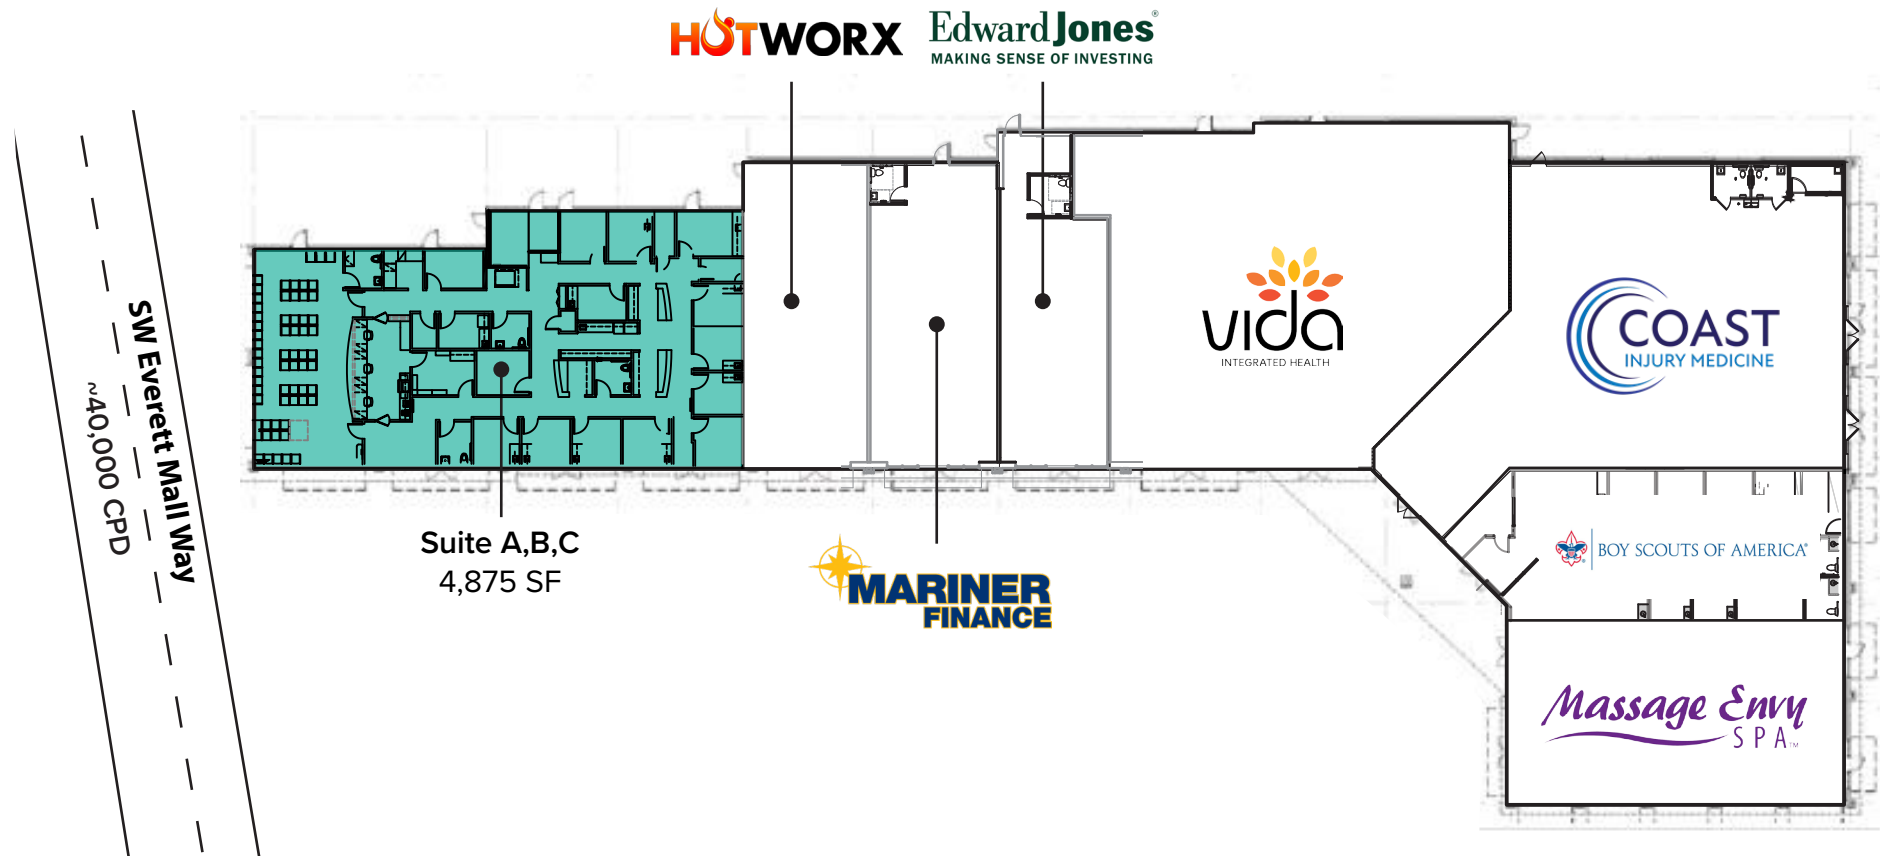 HOTWORX
Edward Jones®
MAKING SENSE OF INVESTING
SW Everett Mall Way
~40,000 CPD
Suite A,B,C
4,875 SF
MARINER
FINANCE
vida
INTEGRATED HEALTH
COAST
INJURY MEDICINE
BOY SCOUTS OF AMERICA®
Massage Envy
SPA™